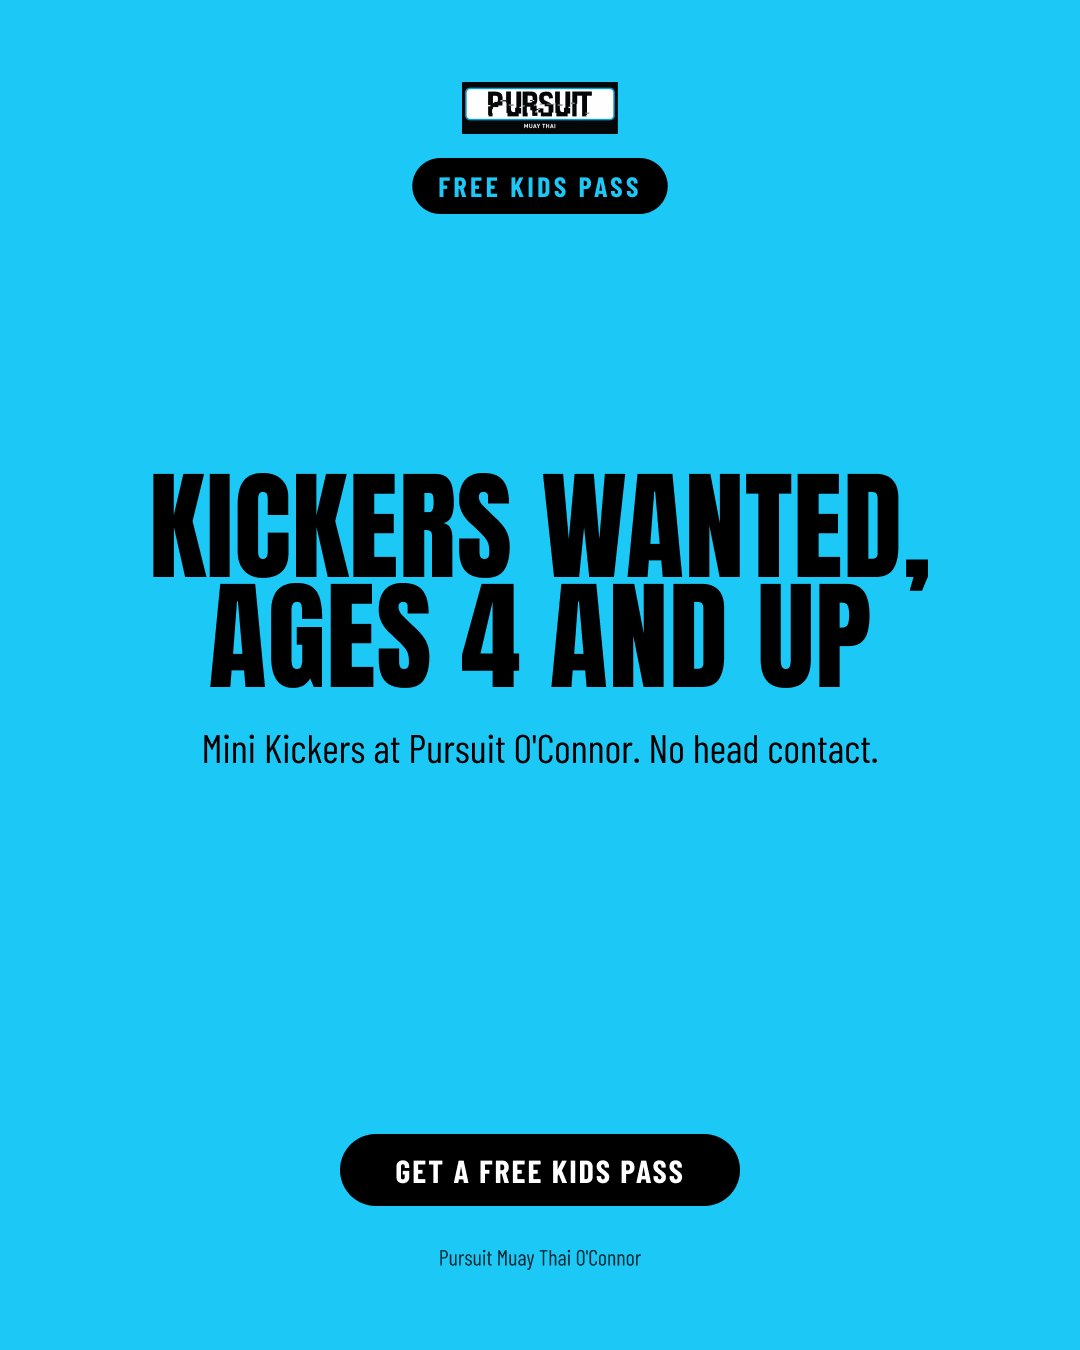 PURSUIT
MUAY THAI
FREE KIDS PASS
KICKERS WANTED,
AGES 4 AND UP
Mini Kickers at Pursuit O'Connor. No head contact.
GET A FREE KIDS PASS
Pursuit Muay Thai O'Connor